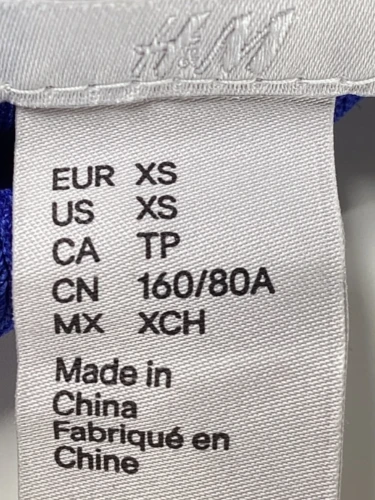 H&M
EUR XS
US XS
CA TP
CN 160/80A
MX XCH
Made in
China
Fabriqué en
Chine